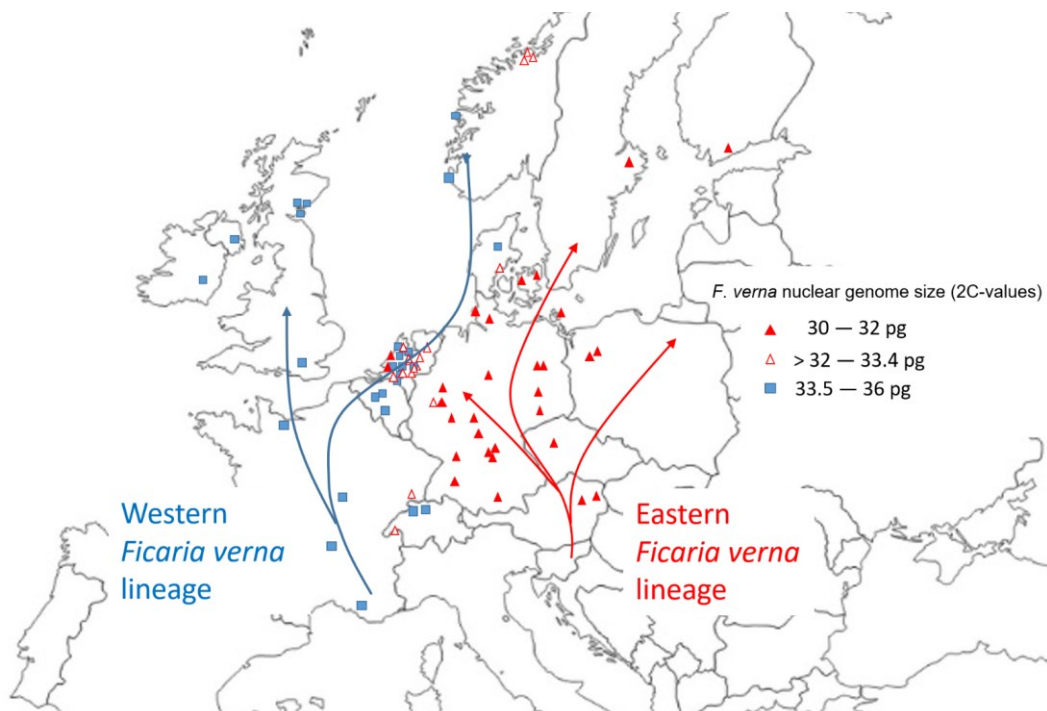 F. verna nuclear genome size (2C-values)
30 — 32 pg
> 32 — 33.4 pg
33.5 — 36 pg
Western
Ficaria verna
lineage
Eastern
Ficaria verna
lineage